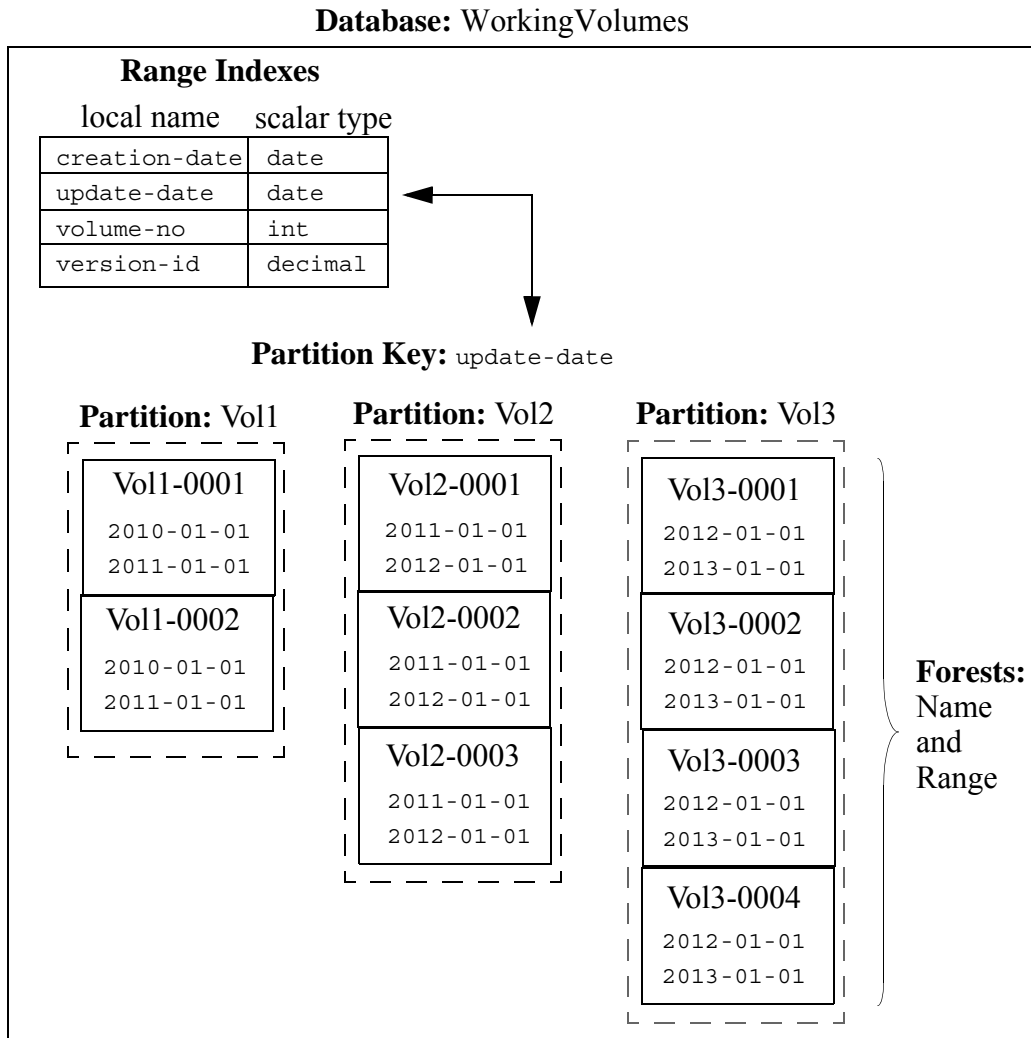 Database: WorkingVolumes
Range Indexes
local name scalar type
creation-date date
update-date date
volume-no int
version-id decimal
Partition Key: update-date
Partition: Vol1
Vol1-0001
2010-01-01
2011-01-01
Vol1-0002
2010-01-01
2011-01-01
Partition: Vol2
Vol2-0001
2011-01-01
2012-01-01
Vol2-0002
2011-01-01
2012-01-01
Vol2-0003
2011-01-01
2012-01-01
Partition: Vol3
Vol3-0001
2012-01-01
2013-01-01
Vol3-0002
2012-01-01
2013-01-01
Vol3-0003
2012-01-01
2013-01-01
Vol3-0004
2012-01-01
2013-01-01
Forests:
Name
and
Range